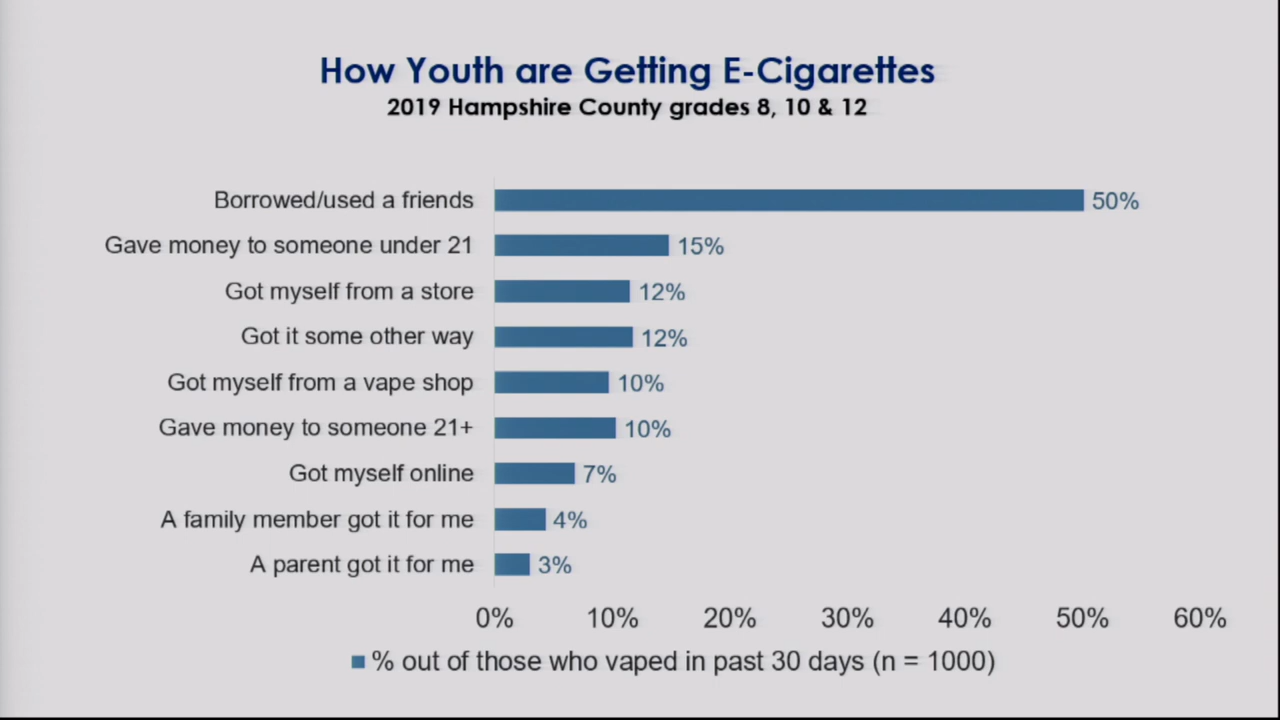 How Youth are Getting E-Cigarettes
2019 Hampshire County grades 8, 10 & 12
Borrowed/used a friends 50%
Gave money to someone under 21 15%
Got myself from a store 12%
Got it some other way 12%
Got myself from a vape shop 10%
Gave money to someone 21+ 10%
Got myself online 7%
A family member got it for me 4%
A parent got it for me 3%
0% 10% 20% 30% 40% 50% 60%
% out of those who vaped in past 30 days (n = 1000)